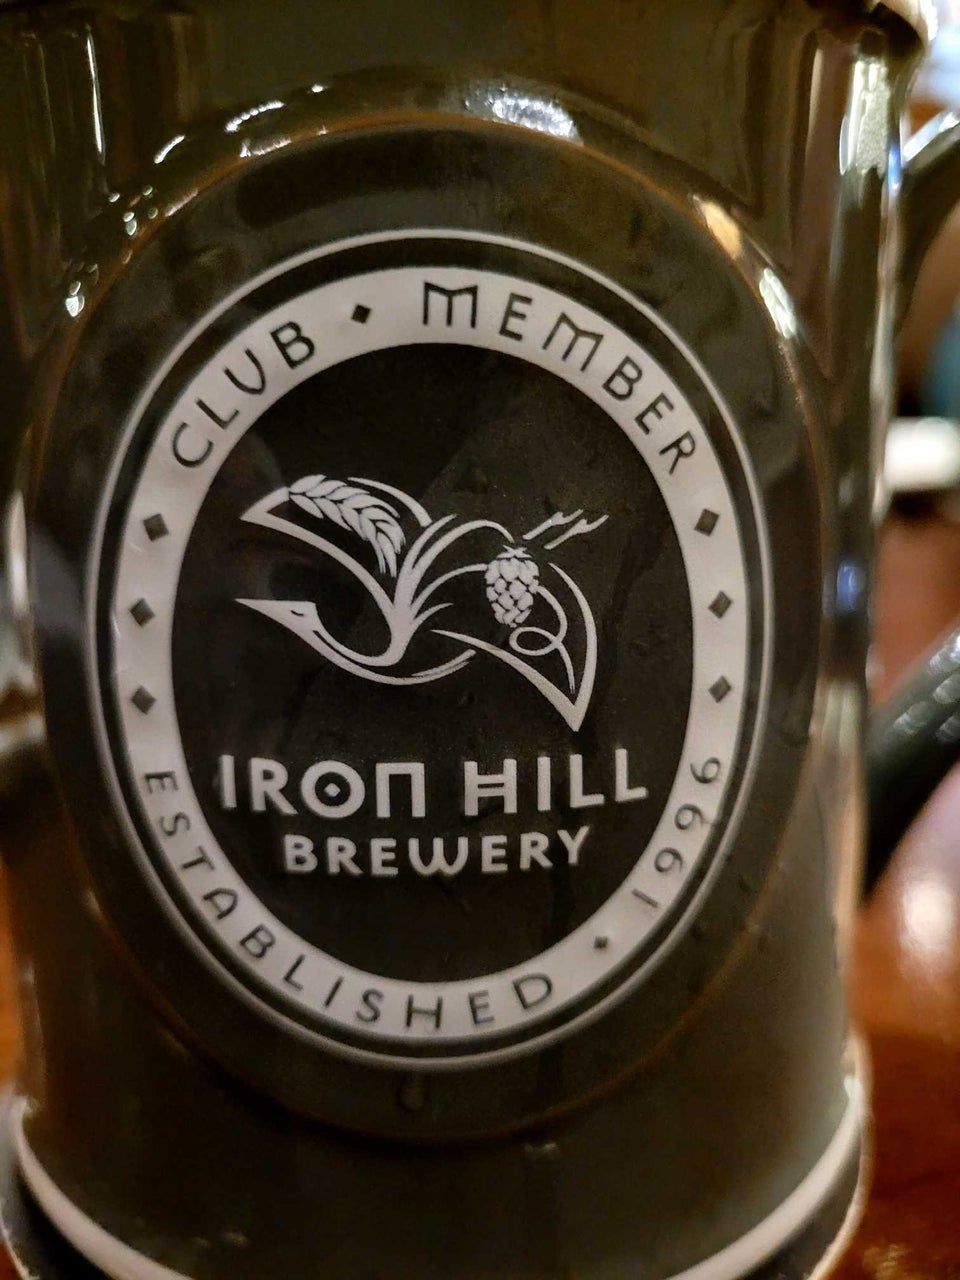 CLUB • MEMBER
IRON HILL
BREWERY
ESTABLISHED • 1996